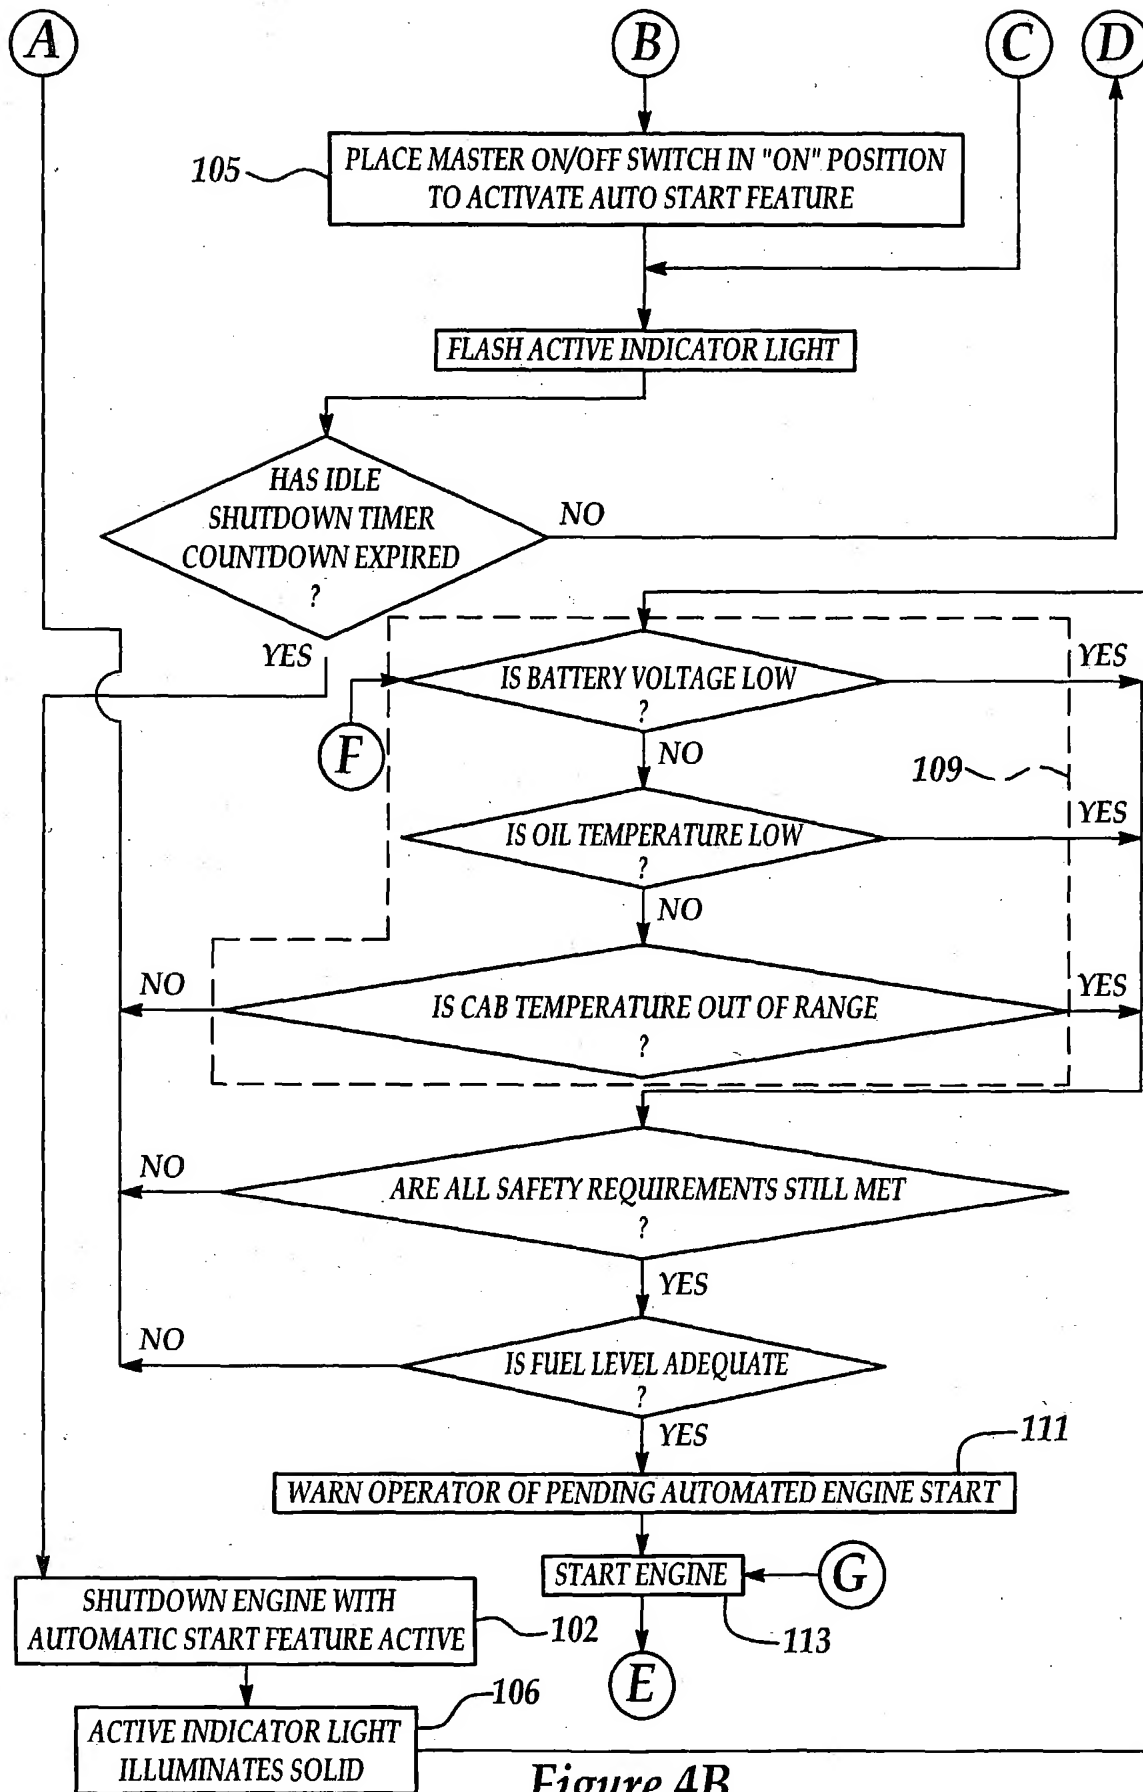 A
B
C
D
105
PLACE MASTER ON/OFF SWITCH IN "ON" POSITION
TO ACTIVATE AUTO START FEATURE
FLASH ACTIVE INDICATOR LIGHT
HAS IDLE
SHUTDOWN TIMER
COUNTDOWN EXPIRED
?
NO
YES
IS BATTERY VOLTAGE LOW
?
YES
F
NO
109
IS OIL TEMPERATURE LOW
?
YES
NO
NO
IS CAB TEMPERATURE OUT OF RANGE
?
YES
NO
ARE ALL SAFETY REQUIREMENTS STILL MET
?
YES
NO
IS FUEL LEVEL ADEQUATE
?
YES
111
WARN OPERATOR OF PENDING AUTOMATED ENGINE START
START ENGINE
G
113
E
SHUTDOWN ENGINE WITH
AUTOMATIC START FEATURE ACTIVE
102
106
ACTIVE INDICATOR LIGHT
ILLUMINATES SOLID
Figure 4B